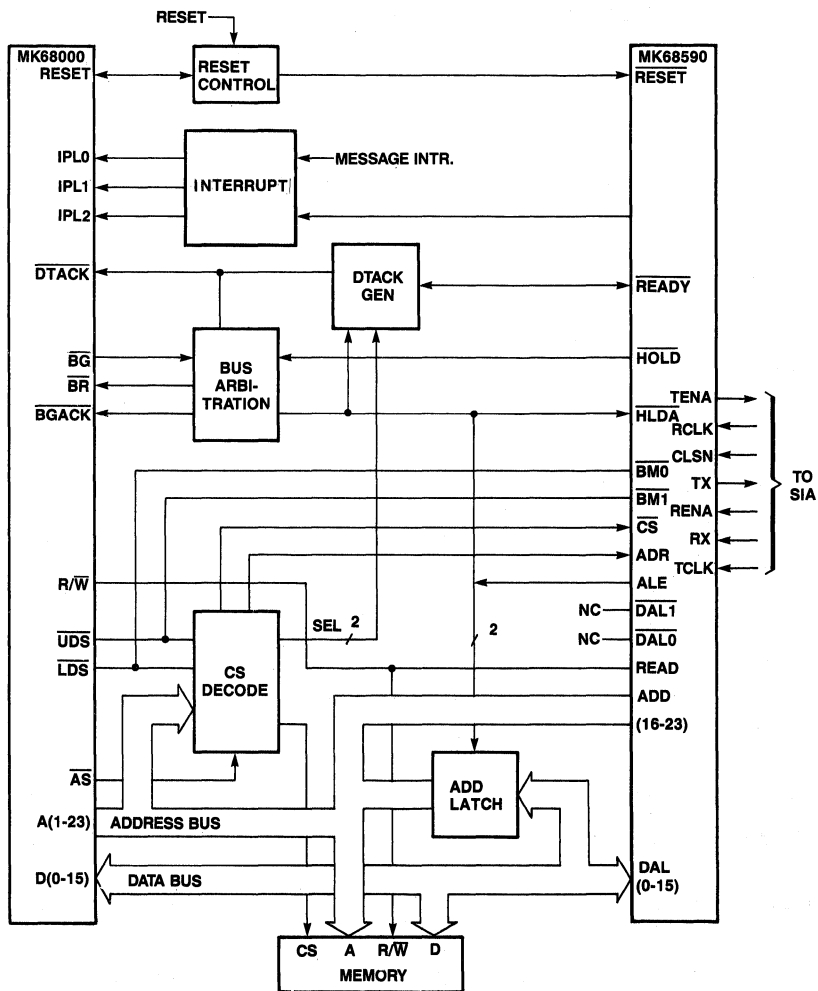 RESET
MK68000
MK68590
RESET
RESET CONTROL
RESET
IPL0
MESSAGE INTR.
IPL1
INTERRUPT
IPL2
DTACK
DTACK GEN
READY
BG
BUS ARBI-TRATION
HOLD
BR
TENA
BGACK
HLDA
RCLK
CLSN
BM0
TX
TO SIA
BM1
RENA
CS
RX
ADR
TCLK
R/W
ALE
SEL 2
2
NC
DAL1
UDS
NC
DAL0
LDS
CS DECODE
READ
ADD
(16-23)
AS
ADD LATCH
A(1-23)
ADDRESS BUS
D(0-15)
DATA BUS
DAL
(0-15)
CS A R/W D
MEMORY